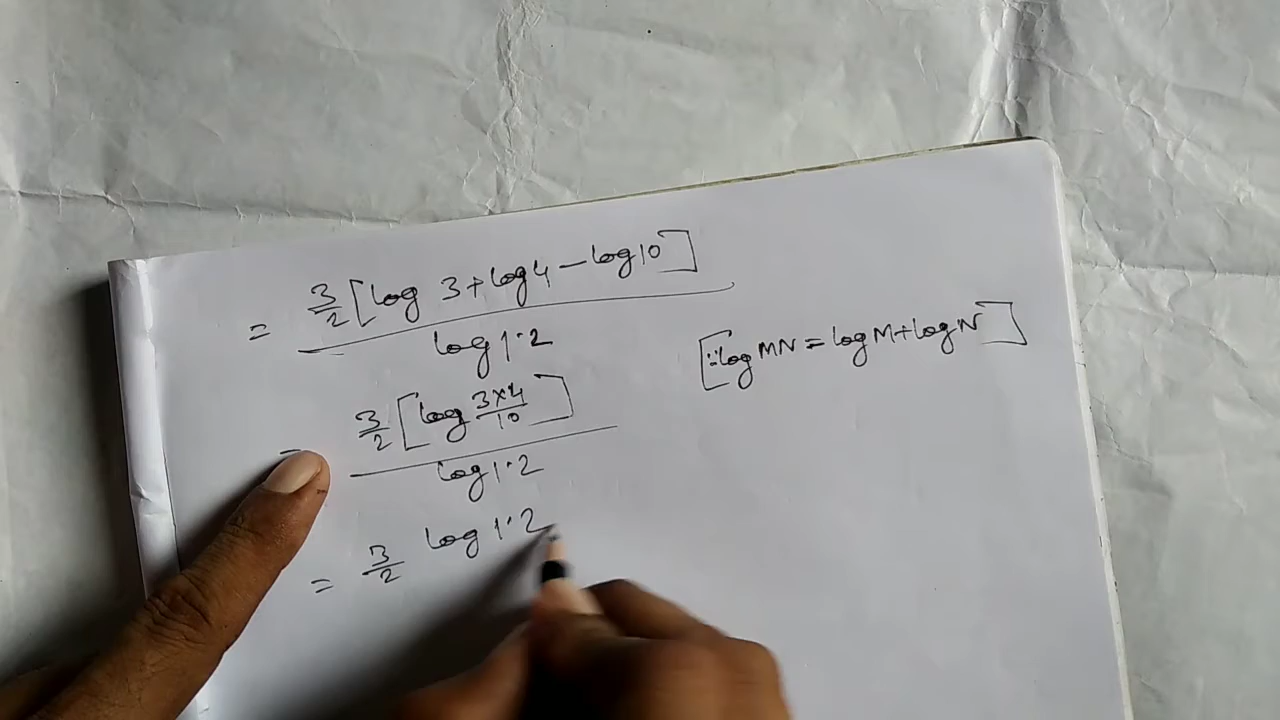 = 3/2 [log 3 + log 4 - log 10] / log 1·2
[∵ log MN = log M + log N]
= 3/2 [log 3×4/10] / log 1·2
= 3/2 log 1·2